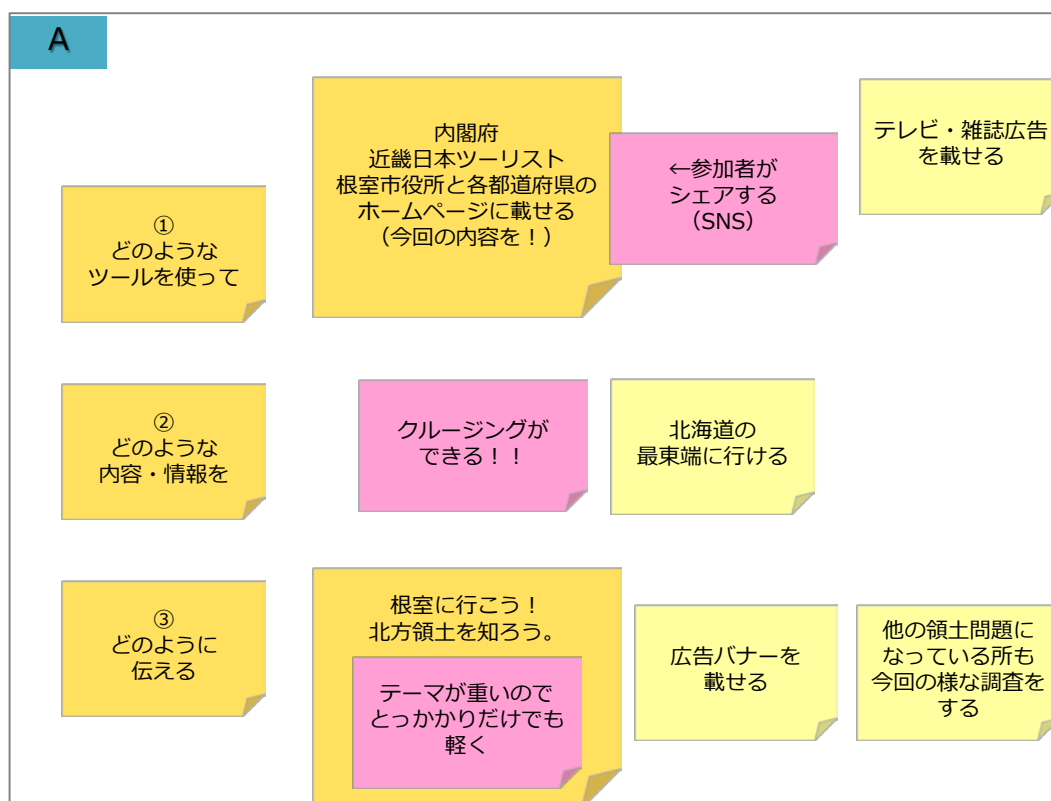 A
①
どのような
ツールを使って
内閣府
近畿日本ツーリスト
根室市役所と各都道府県の
ホームページに載せる
（今回の内容を！）
←参加者が
シェアする
（SNS）
テレビ・雑誌広告
を載せる
②
どのような
内容・情報を
クルージングが
できる！！
北海道の
最東端に行ける
③
どのように
伝える
根室に行こう！
北方領土を知ろう。
テーマが重いので
とっかかりだけでも
軽く
広告バナーを
載せる
他の領土問題に
なっている所も
今回の様な調査を
する